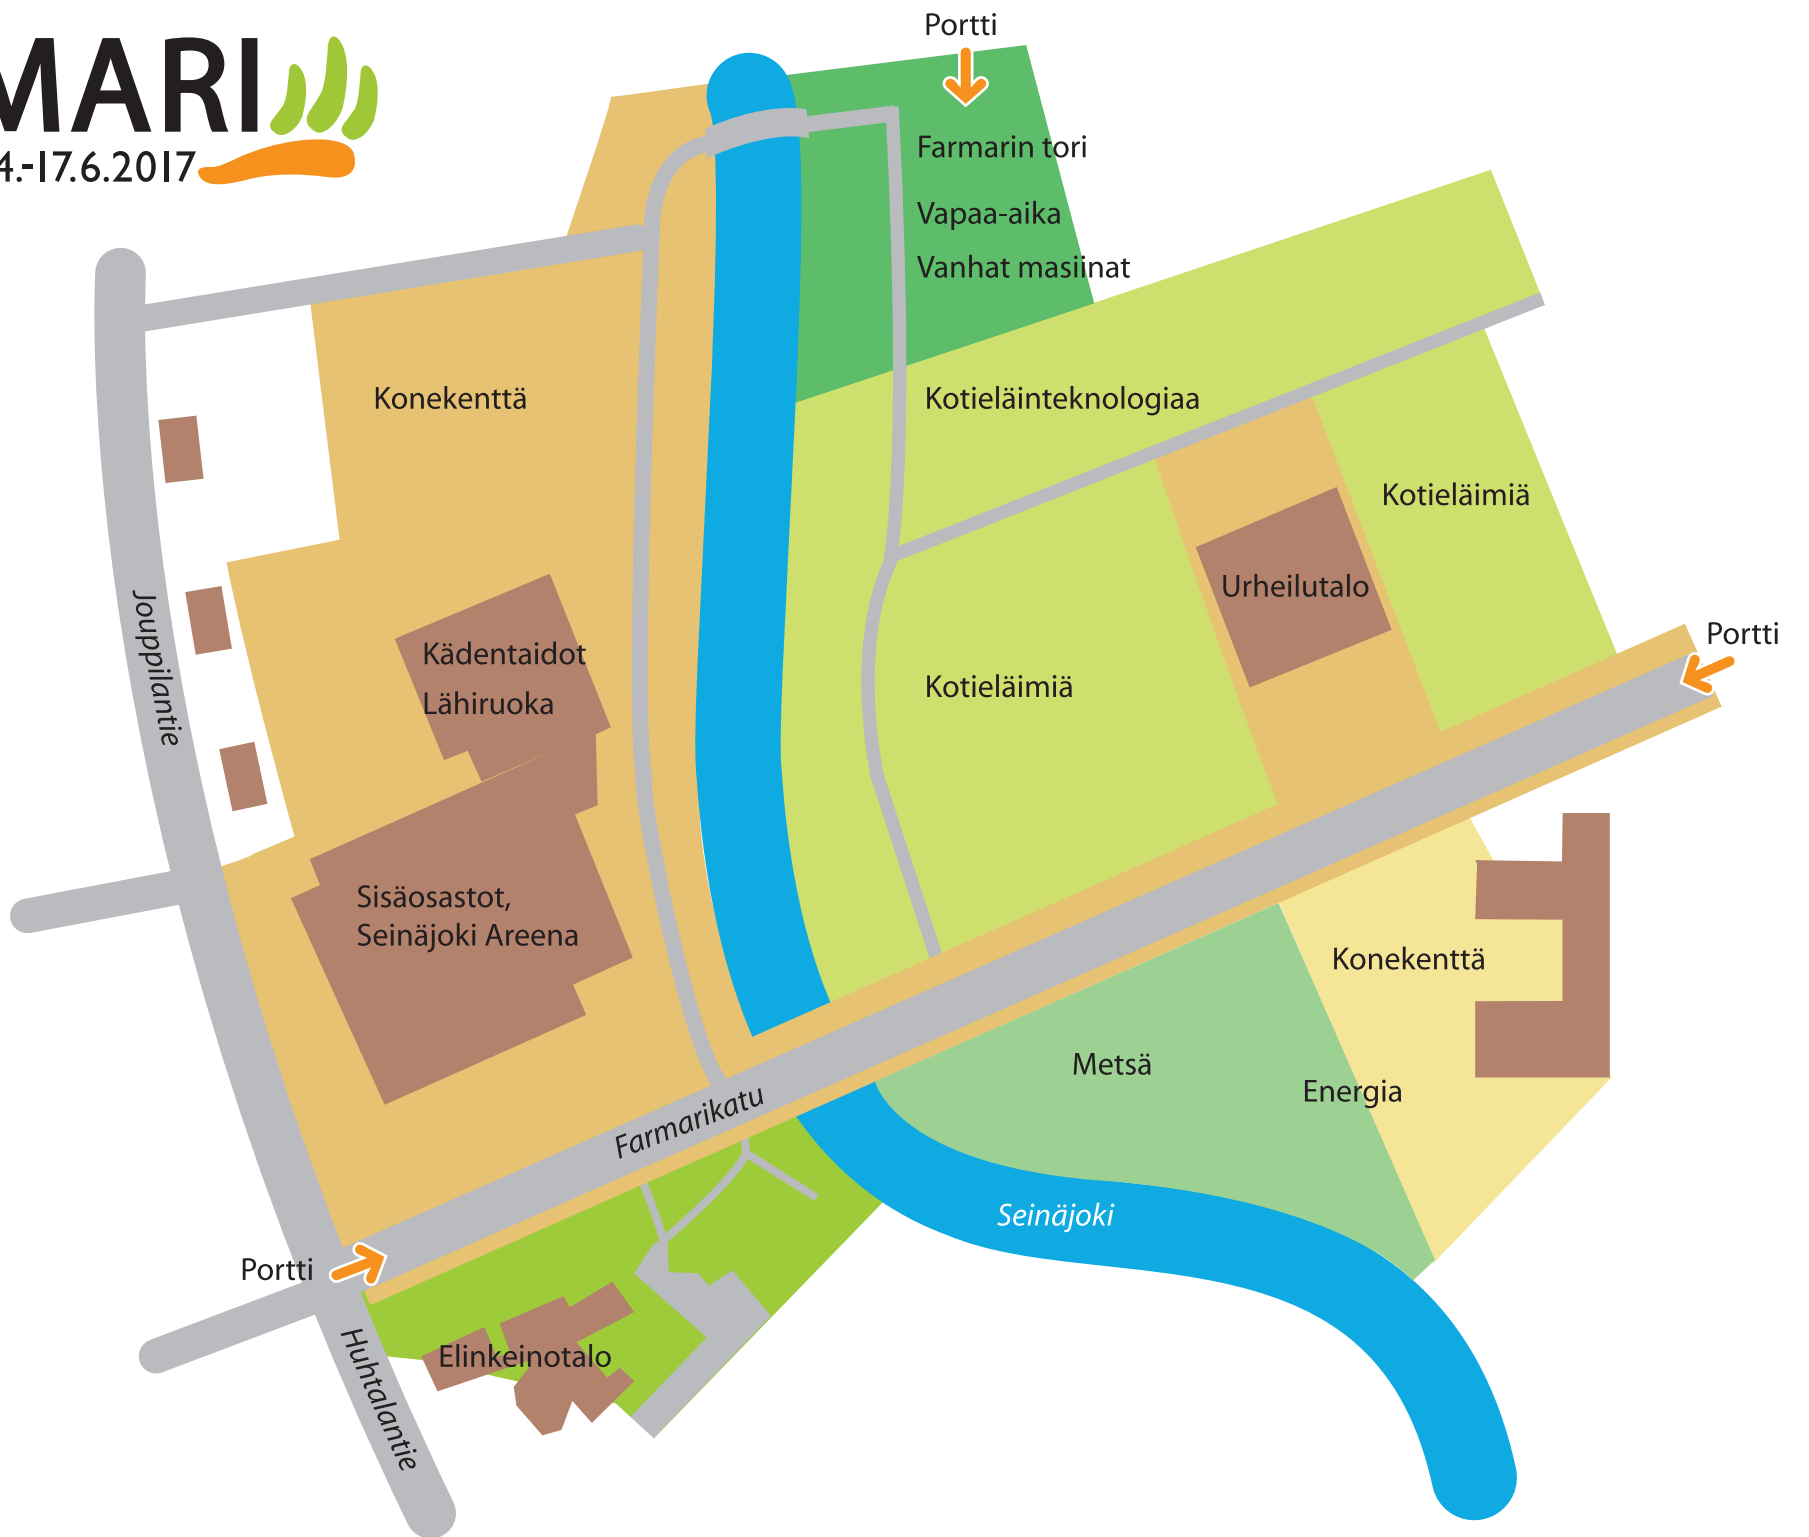 Portti
MARI
4.-17.6.2017
Farmarin tori
Vapaa-aika
Vanhat masiinat
Konekenttä
Kotieläinteknologiaa
Kotieläimiä
Urheilutalo
Portti
Jouppilantie
Kädentaidot
Lähiruoka
Kotieläimiä
Sisäosastot,
Seinäjoki Areena
Konekenttä
Metsä
Energia
Farmarikatu
Seinäjoki
Portti
Elinkeinotalo
Huhtalantie